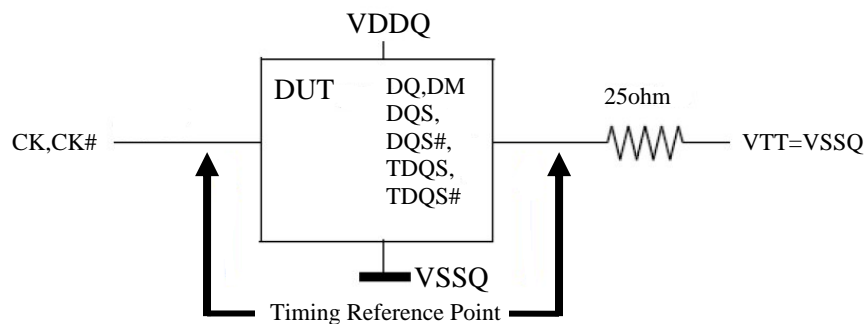 VDDQ
DUT
DQ,DM
DQS,
DQS#,
TDQS,
TDQS#
CK,CK#
25ohm
VTT=VSSQ
VSSQ
Timing Reference Point